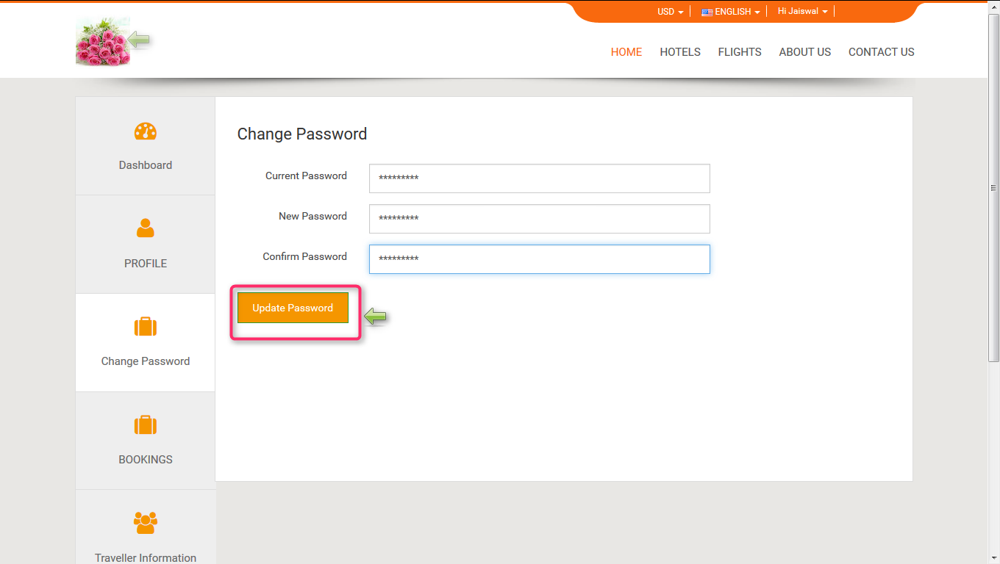 USD
ENGLISH
Hi Jaiswal
HOME HOTELS FLIGHTS ABOUT US CONTACT US
Dashboard
PROFILE
Change Password
BOOKINGS
Traveller Information
Change Password
Current Password *********
New Password *********
Confirm Password *********
Update Password